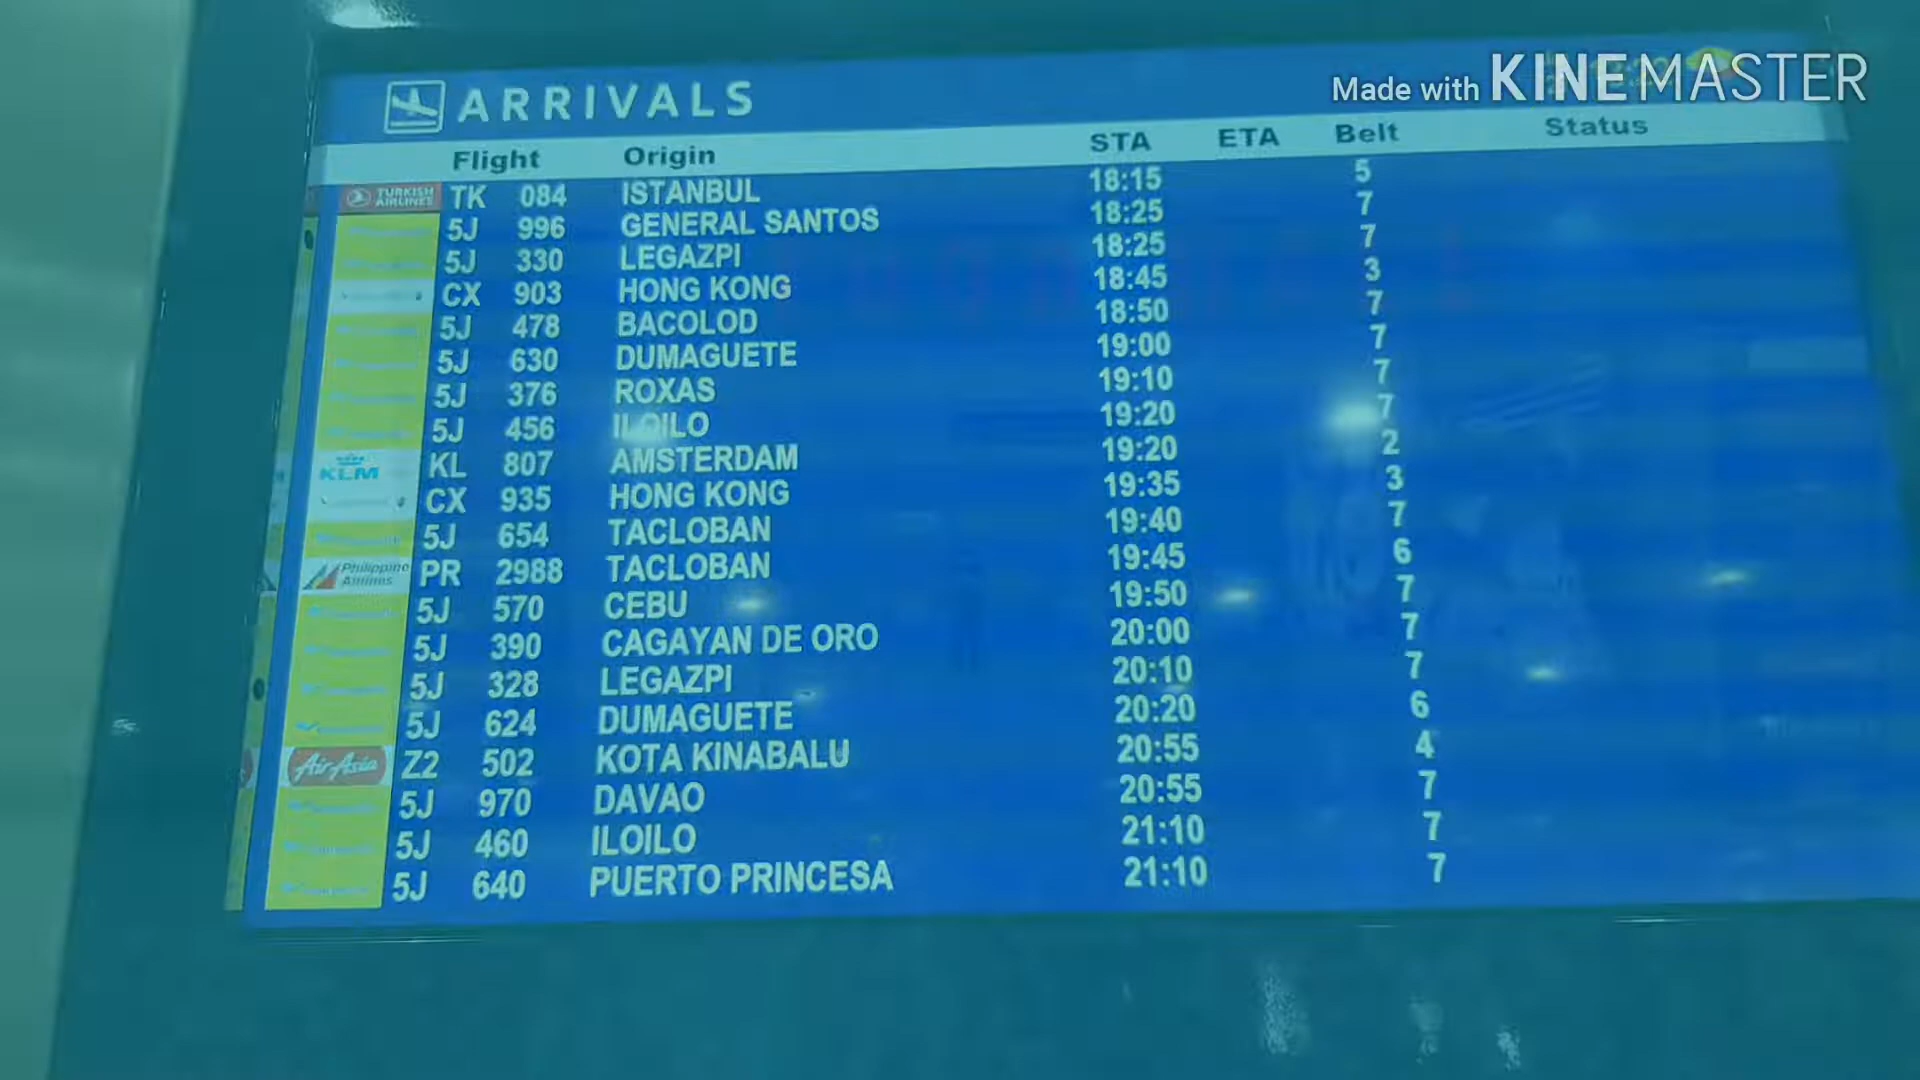 Made with KINEMASTER
ARRIVALS
Flight Origin STA ETA Belt Status
TURKISH AIRLINES TK 084 ISTANBUL 18:15 5
5J 996 GENERAL SANTOS 18:25 7
5J 330 LEGAZPI 18:25 7
CX 903 HONG KONG 18:45 3
5J 478 BACOLOD 18:50 7
5J 630 DUMAGUETE 19:00 7
5J 376 ROXAS 19:10 7
5J 456 ILOILO 19:20 7
KLM KL 807 AMSTERDAM 19:20 2
CX 935 HONG KONG 19:35 3
5J 654 TACLOBAN 19:40 7
Philippine Airlines PR 2988 TACLOBAN 19:45 6
5J 570 CEBU 19:50 7
5J 390 CAGAYAN DE ORO 20:00 7
5J 328 LEGAZPI 20:10 7
5J 624 DUMAGUETE 20:20 6
AirAsia Z2 502 KOTA KINABALU 20:55 4
5J 970 DAVAO 20:55 7
5J 460 ILOILO 21:10 7
5J 640 PUERTO PRINCESA 21:10 7